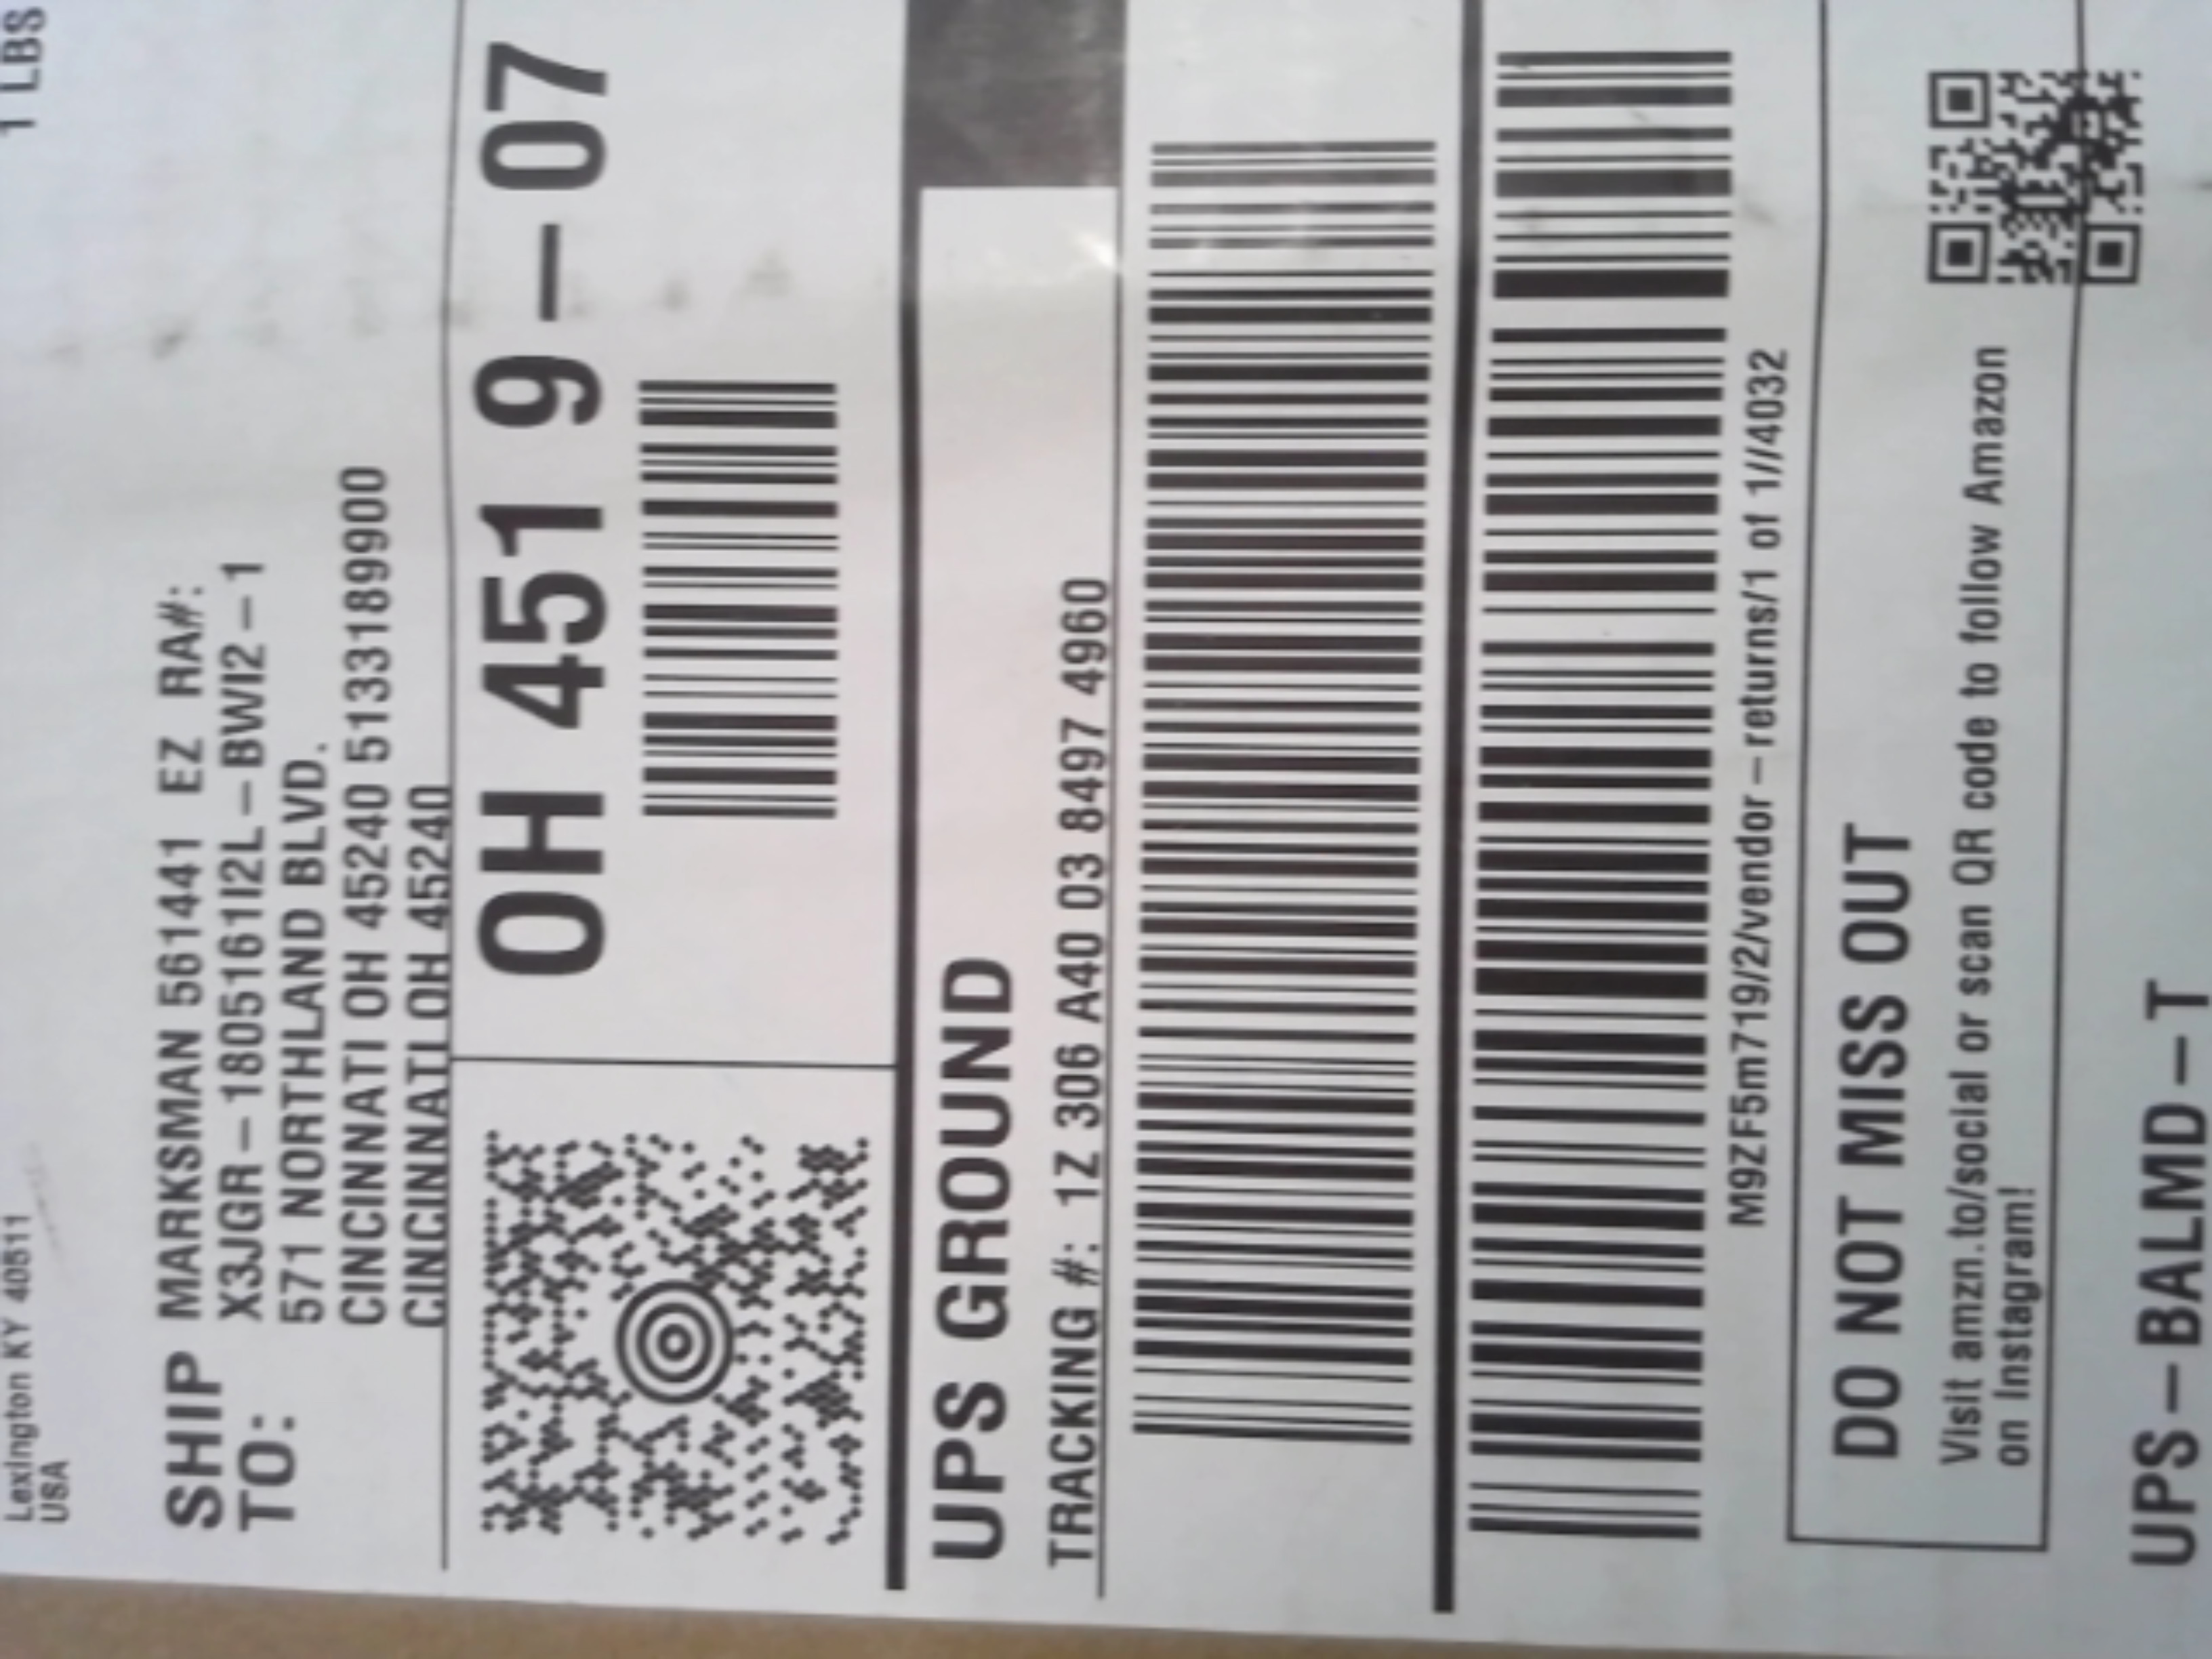 1 LBS
Lexington KY 40511
USA
SHIP
TO:
MARKSMAN 561441 EZ RA#:
X3JGR-1805161I2L-BWI2-1
571 NORTHLAND BLVD.
CINCINNATI OH 45240 5133189900
CINCINNATI OH 45240
OH 451 9-07
UPS GROUND
TRACKING #: 1Z 306 A40 03 8497 4960
M9ZF5m719/2/vendor-returns/1 of 1//4032
DO NOT MISS OUT
Visit amzn.to/social or scan QR code to follow Amazon
on Instagram!
UPS-BALMD-T